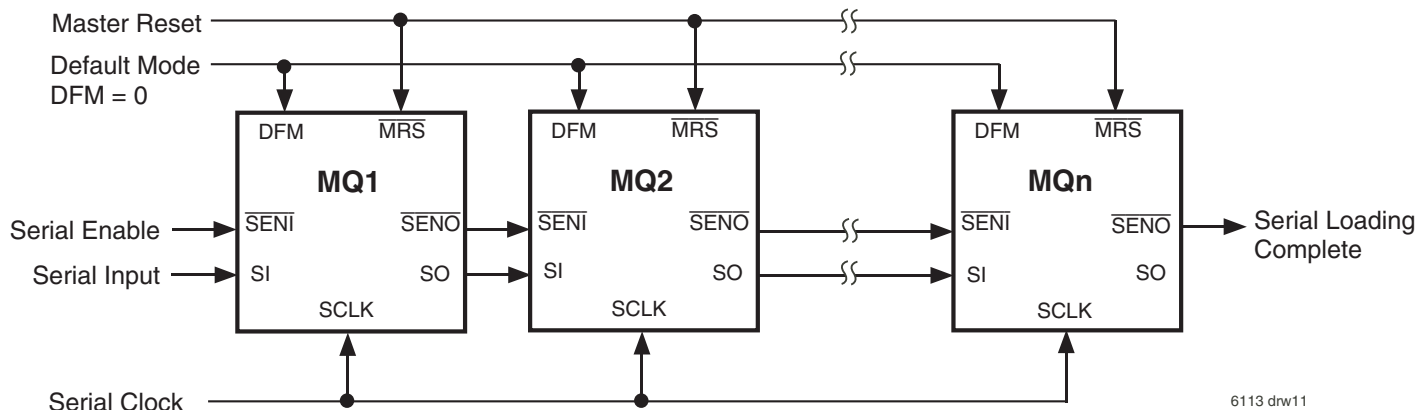 Master Reset
Default Mode
DFM = 0
DFM
MRS
MQ1
SENI
SENO
SI
SO
SCLK
DFM
MRS
MQ2
SENI
SENO
SI
SO
SCLK
DFM
MRS
MQn
SENI
SENO
SI
SO
SCLK
Serial Enable
Serial Input
Serial Loading
Complete
Serial Clock
6113 drw11